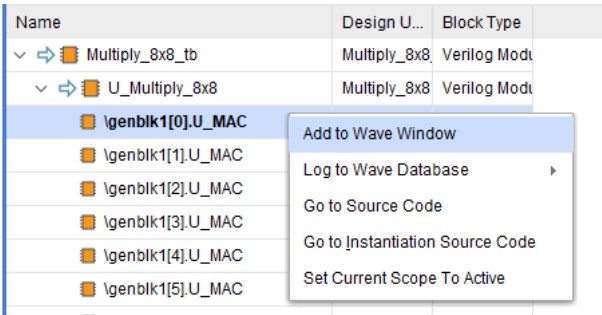 Name Design U... Block Type
Multiply_8x8_tb Multiply_8x8 Verilog Modu
U_Multiply_8x8 Multiply_8x8 Verilog Modu
\genblk1[0].U_MAC
Add to Wave Window
\genblk1[1].U_MAC
Log to Wave Database
\genblk1[2].U_MAC
Go to Source Code
\genblk1[3].U_MAC
Go to Instantiation Source Code
\genblk1[4].U_MAC
Set Current Scope To Active
\genblk1[5].U_MAC